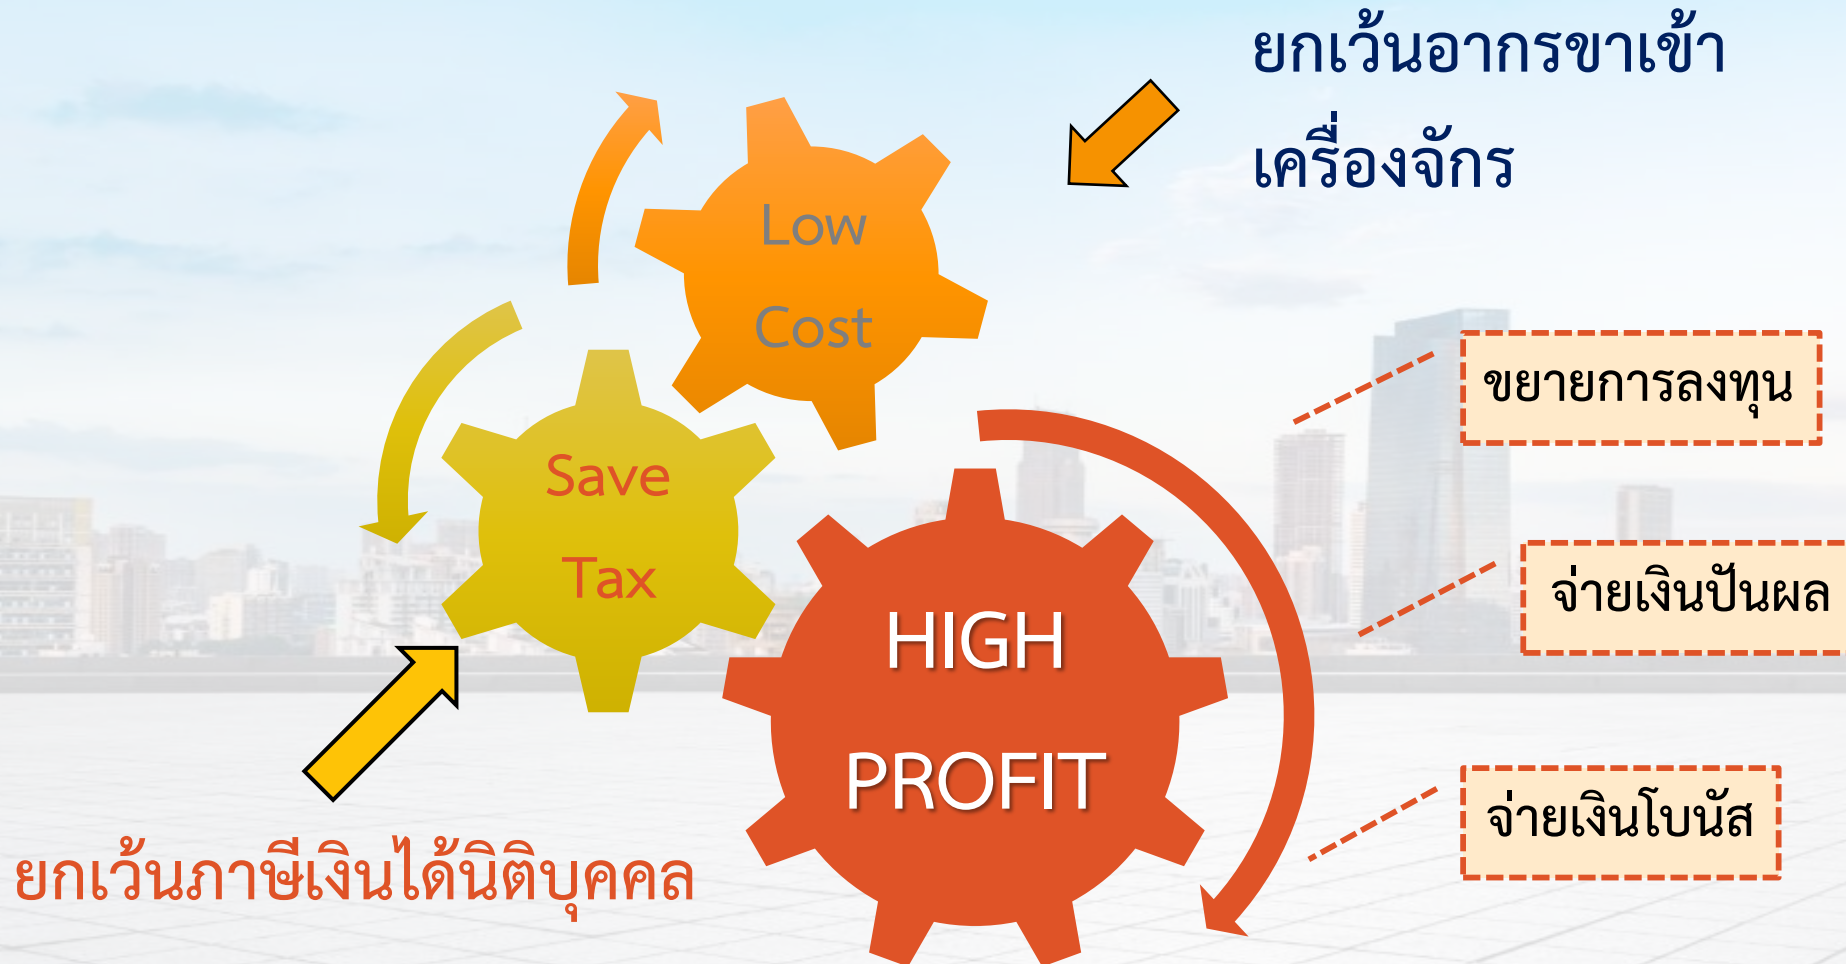 ยกเว้นอากรขาเข้า
เครื่องจักร
Low
Cost
Save
Tax
HIGH
PROFIT
ขยายการลงทุน
จ่ายเงินปันผล
จ่ายเงินโบนัส
ยกเว้นภาษีเงินได้นิติบุคคล